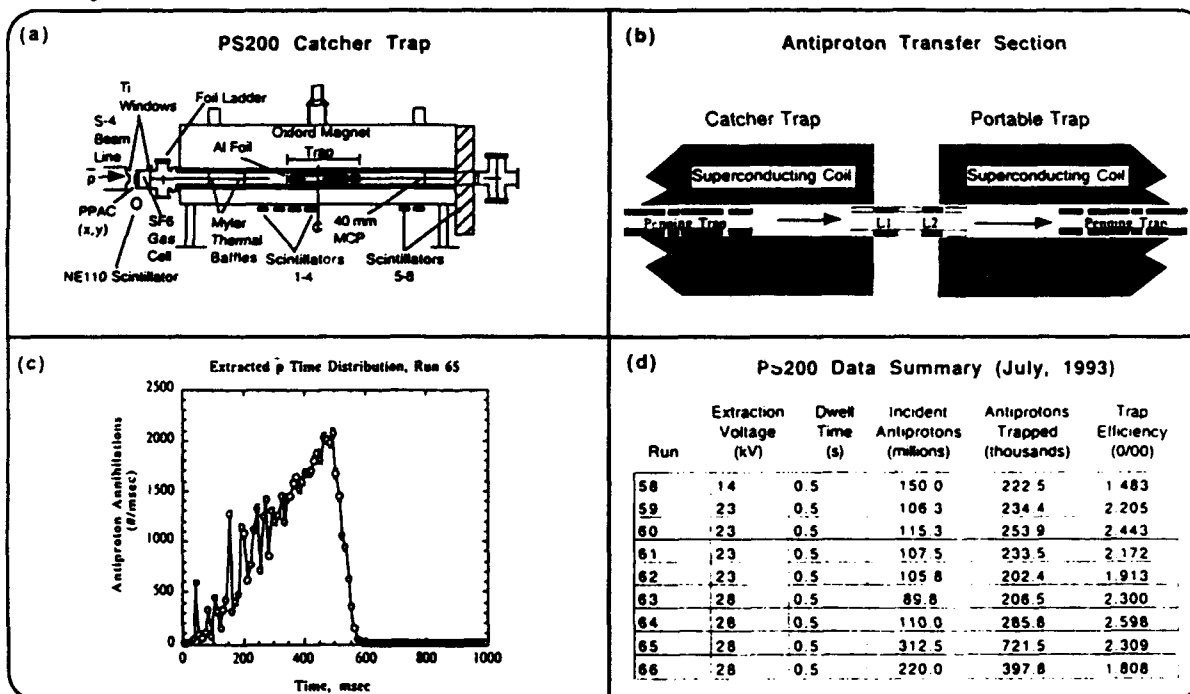 (a)
PS200 Catcher Trap
Ti
Windows
Foil Ladder
S-4
Beam
Line
Oxford Magnet
Trap
Al Foil
p̄
PPAC
(x,y)
SF6
Gas
Cell
Myler
Thermal
Baffles
40 mm
MCP
Scintillators
1-4
Scintillators
5-8
NE110 Scintillator
(b)
Antiproton Transfer Section
Catcher Trap
Portable Trap
Superconducting Coil
Superconducting Coil
Penning Trap
L1
L2
Penning Trap
(c)
Extracted p̄ Time Distribution, Run 65
Antiproton Annihilations
(#/msec)
2500
2000
1500
1000
500
0
0
200
400
600
800
1000
Time, msec
(d)
PS200 Data Summary (July, 1993)
Run Extraction Voltage (kV) Dwell Time (s) Incident Antiprotons (millions) Antiprotons Trapped (thousands) Trap Efficiency (0/00)
58 14 0.5 150.0 222.5 1.483
59 23 0.5 106.3 234.4 2.205
60 23 0.5 115.3 253.9 2.443
61 23 0.5 107.5 233.5 2.172
62 23 0.5 105.8 202.4 1.913
63 28 0.5 89.8 206.5 2.300
64 28 0.5 110.0 285.8 2.598
65 28 0.5 312.5 721.5 2.309
66 28 0.5 220.0 397.8 1.808